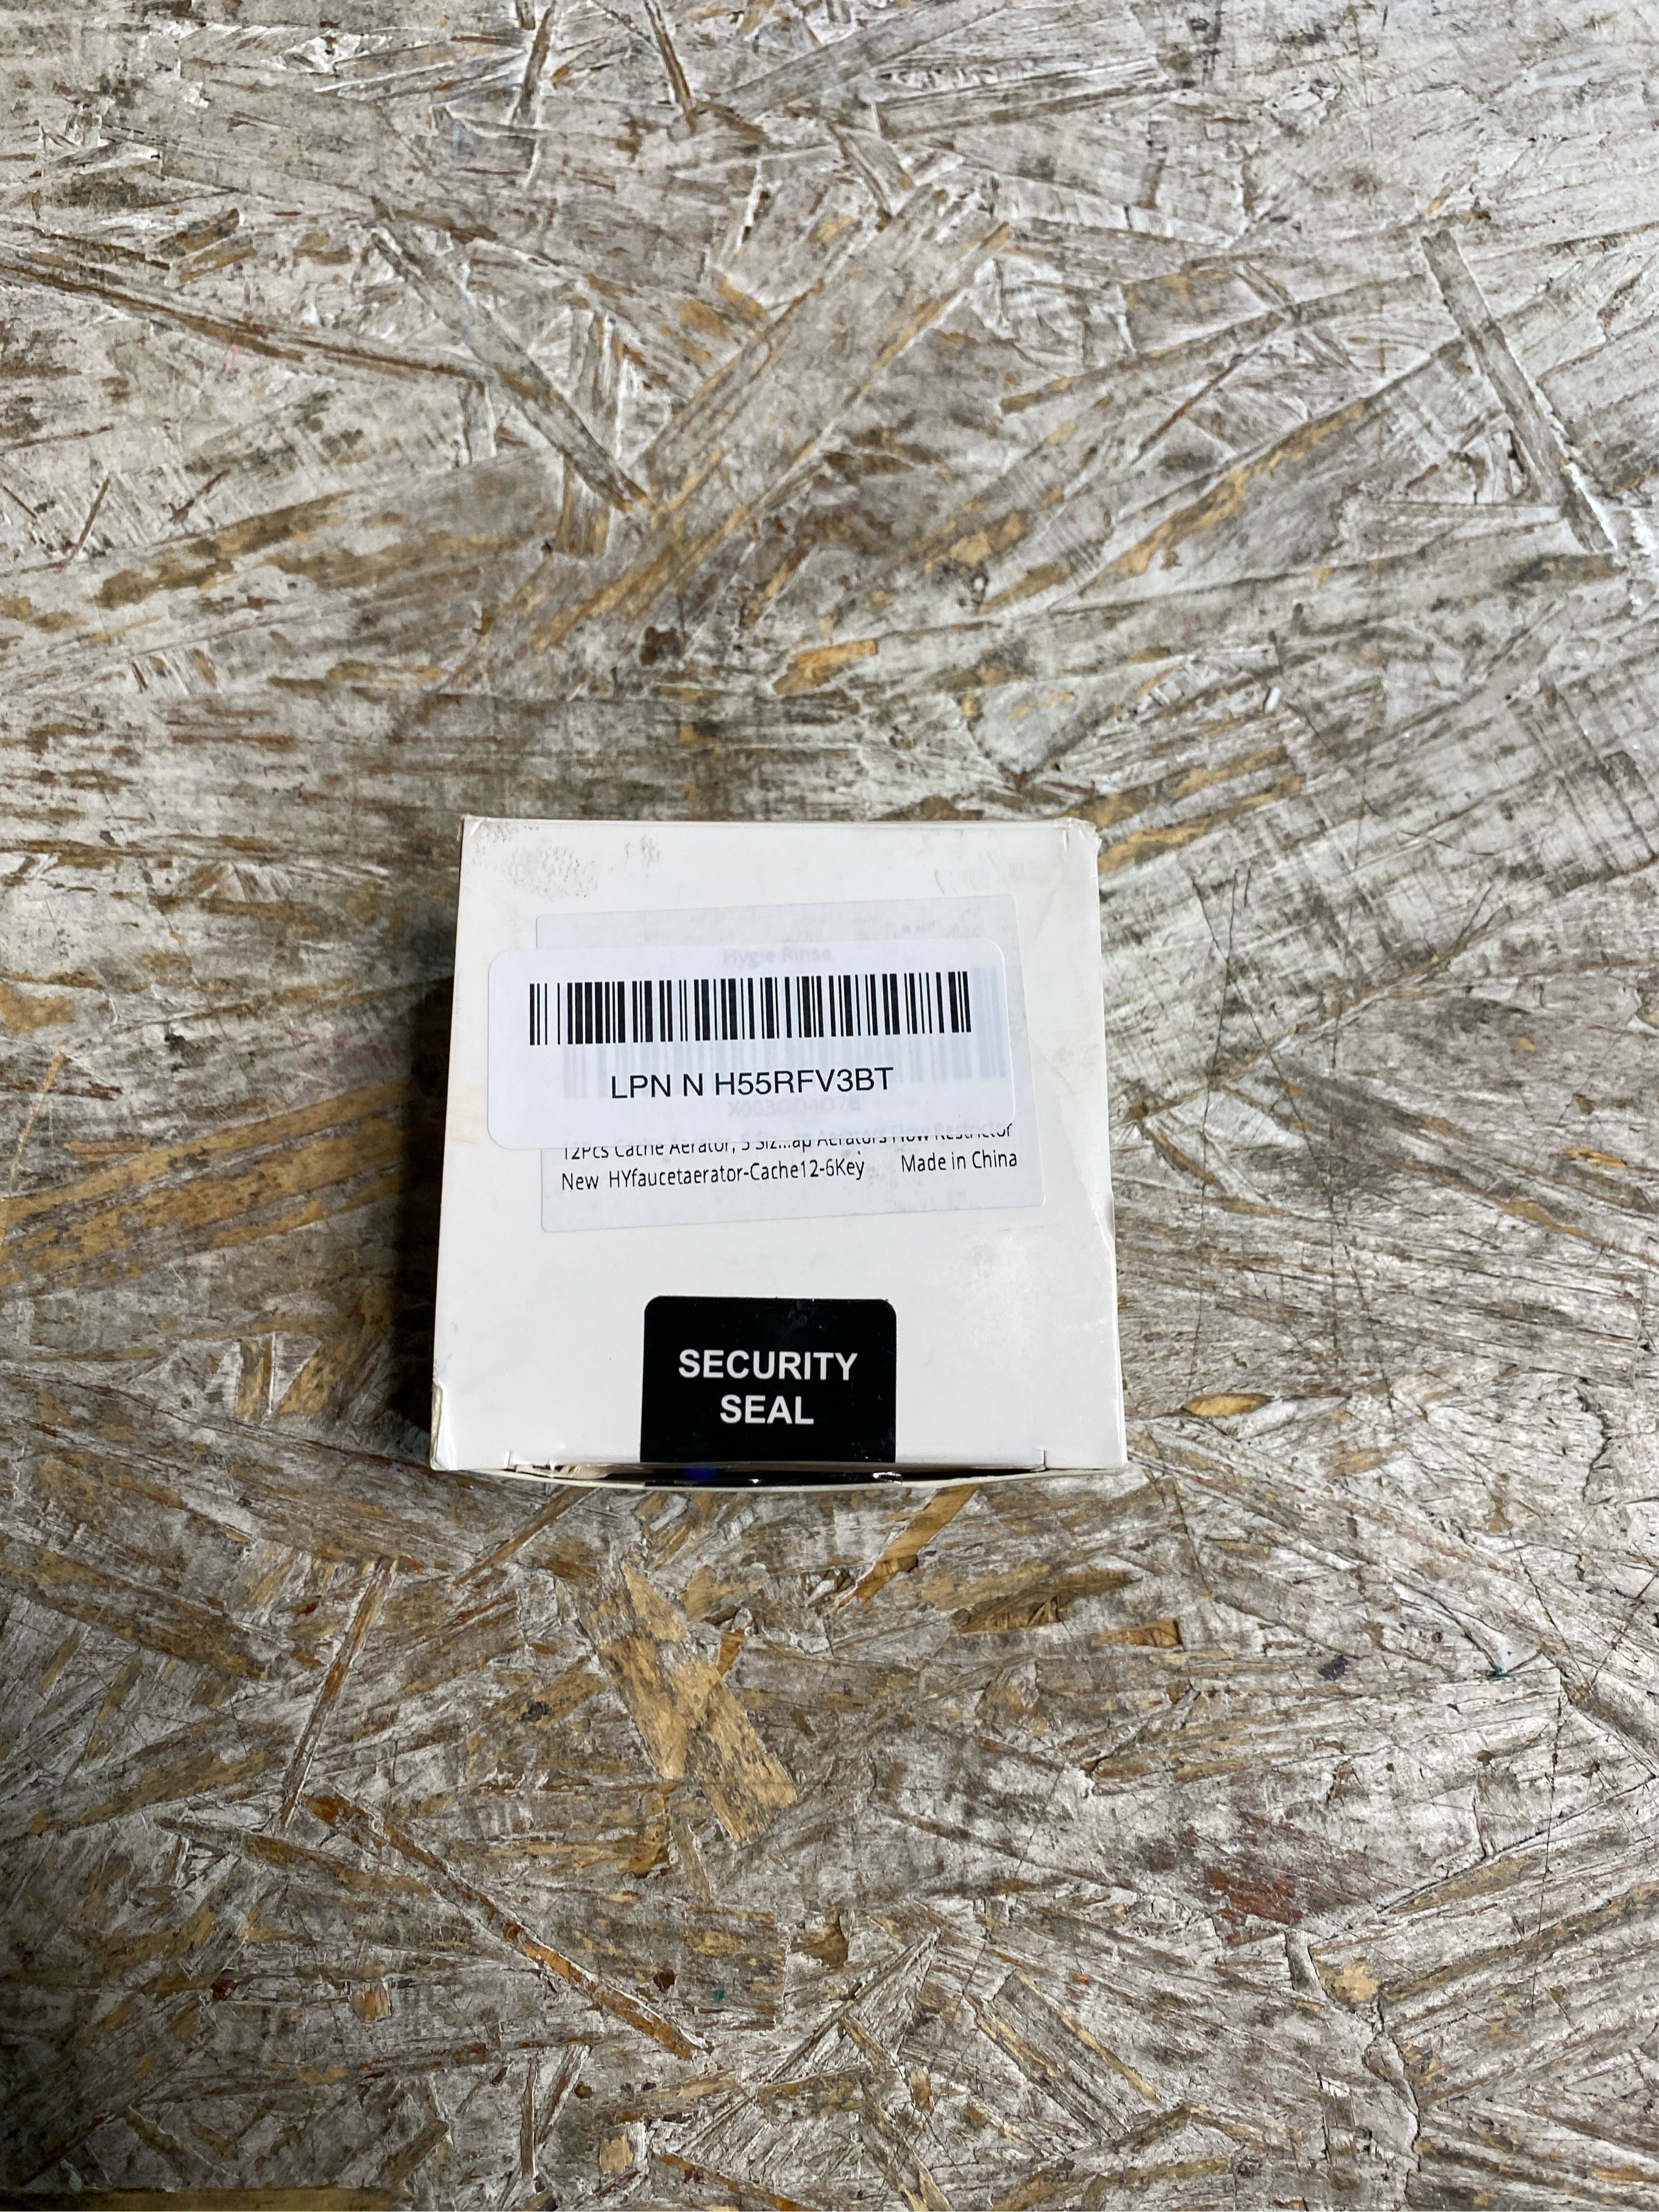 Hygie Rinse
LPN N H55RFV3BT
12Pcs Cache Aerator, 5 Siz...ap Aerators Flow Restrictor
New HYfaucetaerator-Cache12-6Key Made in China
SECURITY
SEAL